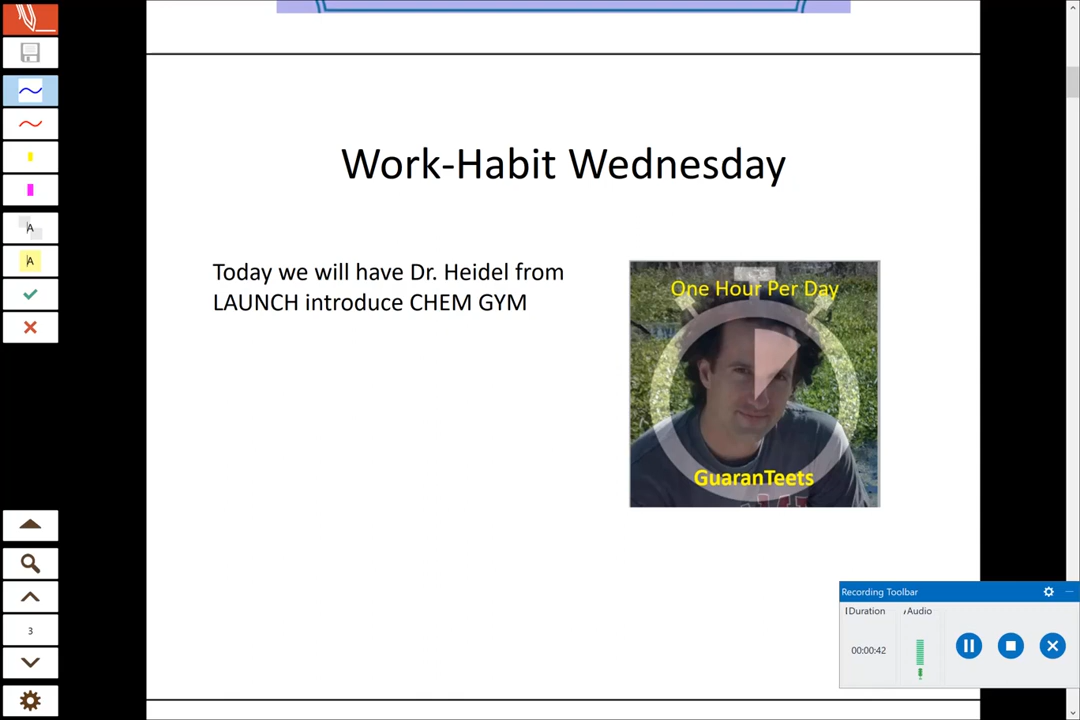 Work-Habit Wednesday
Today we will have Dr. Heidel from
LAUNCH introduce CHEM GYM
One Hour Per Day
GuaranTeets
A
A
3
Recording Toolbar
Duration
Audio
00:00:42